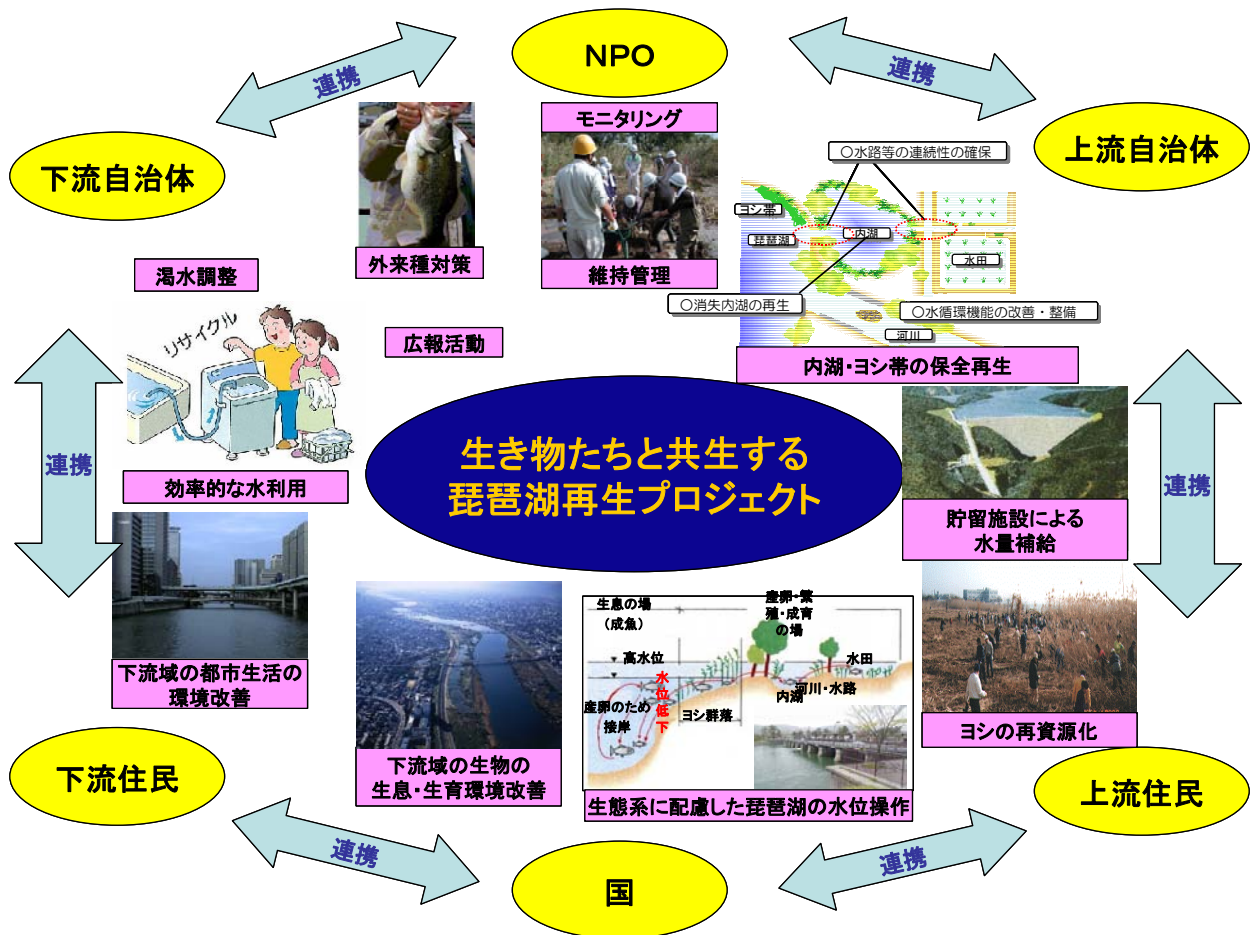 NPO
連携
連携
下流自治体
上流自治体
モニタリング
維持管理
外来種対策
渇水調整
広報活動
リサイクル
効率的な水利用
○水路等の連続性の確保
ヨシ帯
琵琶湖
内湖
水田
○消失内湖の再生
○水循環機能の改善・整備
河川
内湖・ヨシ帯の保全再生
連携
連携
生き物たちと共生する
琵琶湖再生プロジェクト
貯留施設による
水量補給
下流域の都市生活の
環境改善
下流域の生物の
生息・生育環境改善
生息の場
(成魚)
産卵・繁
殖・成育
の場
高水位
水田
水位低下
河川・水路
内湖
産卵のため
接岸
ヨシ群落
生態系に配慮した琵琶湖の水位操作
ヨシの再資源化
下流住民
上流住民
連携
連携
国